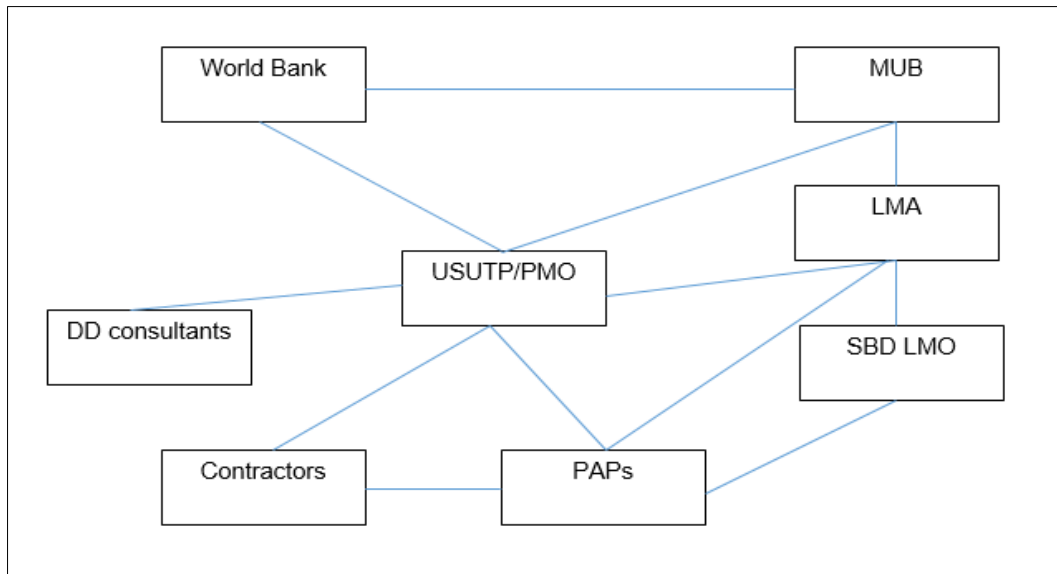 World Bank
MUB
LMA
USUTP/PMO
DD consultants
SBD LMO
Contractors
PAPs